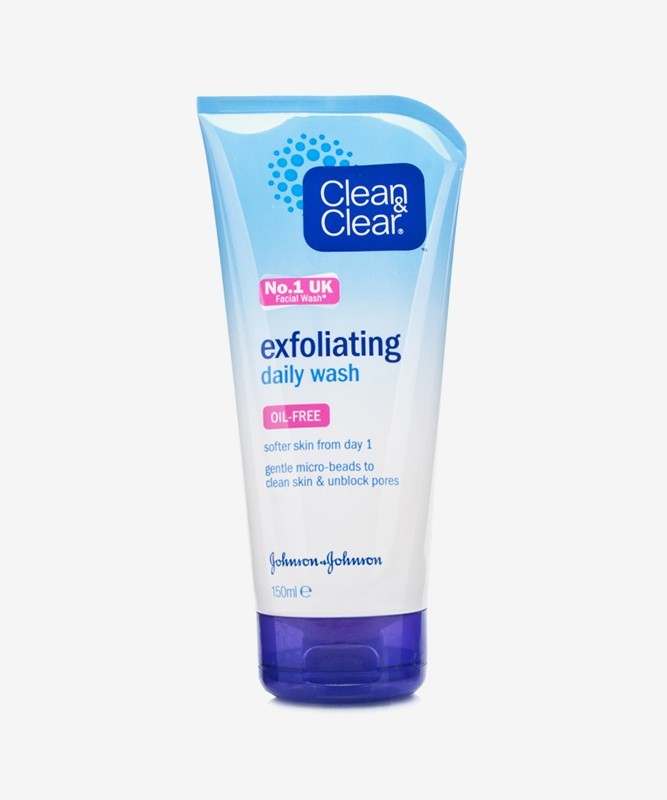 Clean
&
Clear®
No.1 UK
Facial Wash*
exfoliating
daily wash
OIL-FREE
softer skin from day 1
gentle micro-beads to
clean skin & unblock pores
Johnson+Johnson
150ml ℮